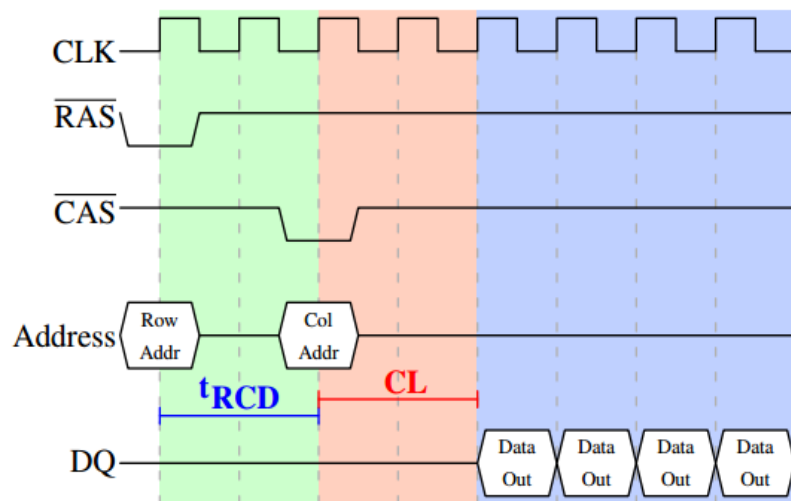 CLK
RAS
CAS
Address
Row
Addr
Col
Addr
tRCD
CL
DQ
Data
Out
Data
Out
Data
Out
Data
Out